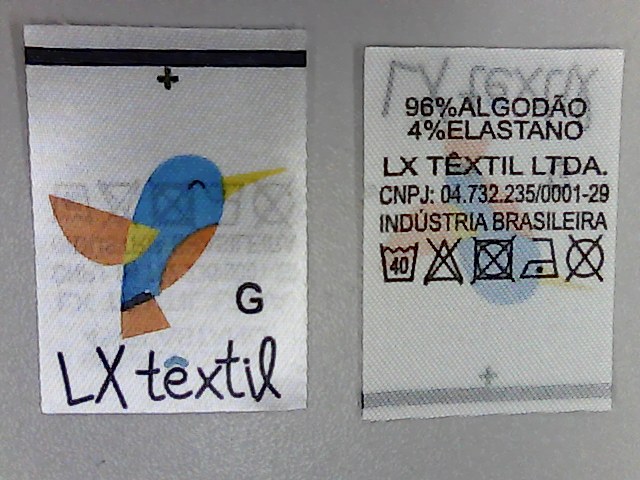 G
LX têxtil
96%ALGODÃO
4%ELASTANO
LX TÊXTIL LTDA.
CNPJ: 04.732.235/0001-29
INDÚSTRIA BRASILEIRA
40